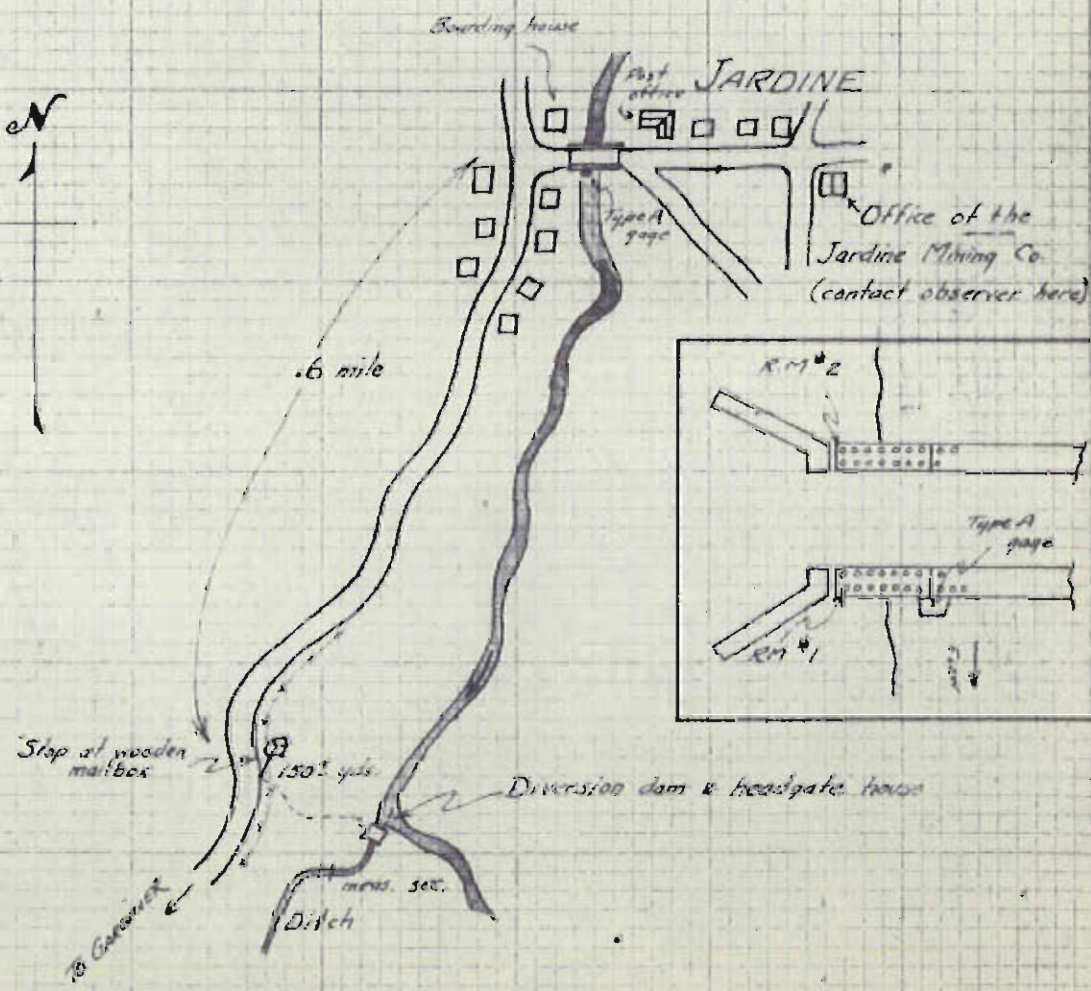 Boarding house
Post
office
JARDINE
N
Type A
gage
Office of the
Jardine Mining Co.
(contact observer here)
.6 mile
R.M #2
Type A
gage
RM #1
Stop at wooden
mailbox
150± yds.
Diversion dam & headgate house
meas. sec.
Ditch
To GARDINER